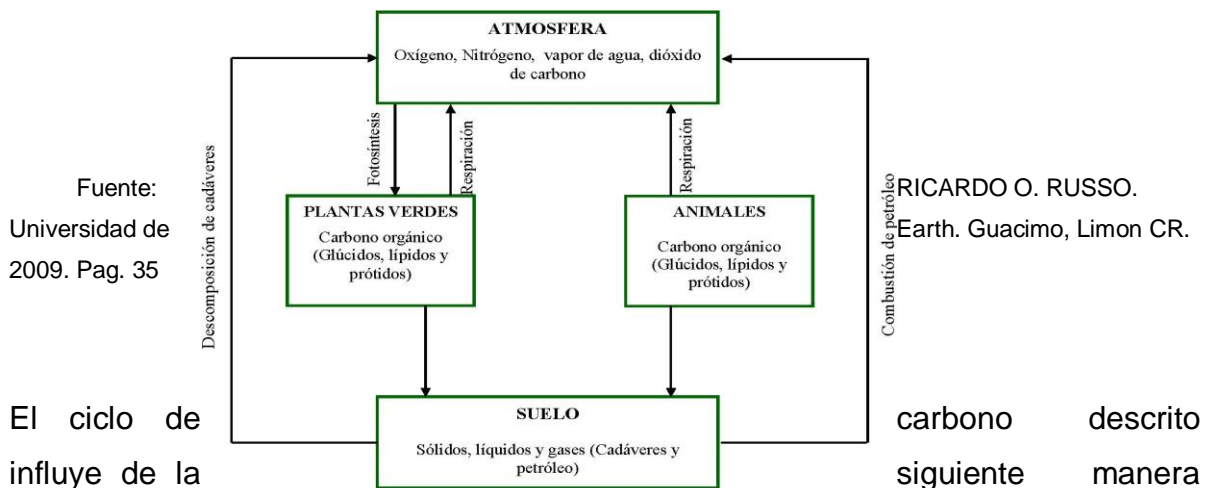 ATMOSFERA
Oxígeno, Nitrógeno, vapor de agua, dióxido
de carbono
Descomposición de cadáveres
Fotosíntesis
Respiración
Respiración
Combustión de petróleo
PLANTAS VERDES
Carbono orgánico
(Glúcidos, lípidos y
prótidos)
ANIMALES
Carbono orgánico
(Glúcidos, lípidos y
prótidos)
SUELO
Sólidos, líquidos y gases (Cadáveres y
petróleo)
Fuente: RICARDO O. RUSSO.
Universidad de Earth. Guacimo, Limon CR.
2009. Pag. 35
El ciclo de carbono descrito
influye de la siguiente manera